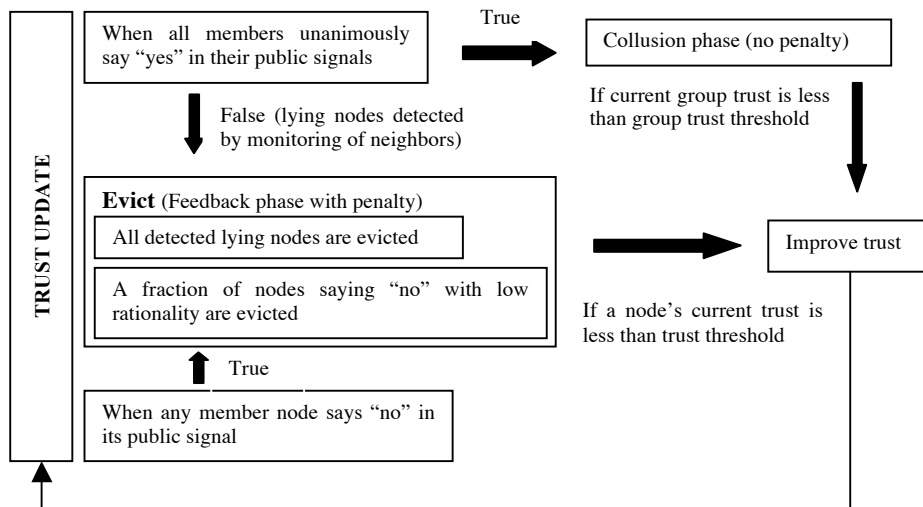 TRUST UPDATE
When all members unanimously
say “yes” in their public signals
True
Collusion phase (no penalty)
False (lying nodes detected
by monitoring of neighbors)
If current group trust is less
than group trust threshold
Evict (Feedback phase with penalty)
All detected lying nodes are evicted
A fraction of nodes saying “no” with low
rationality are evicted
Improve trust
If a node’s current trust is
less than trust threshold
True
When any member node says “no” in
its public signal